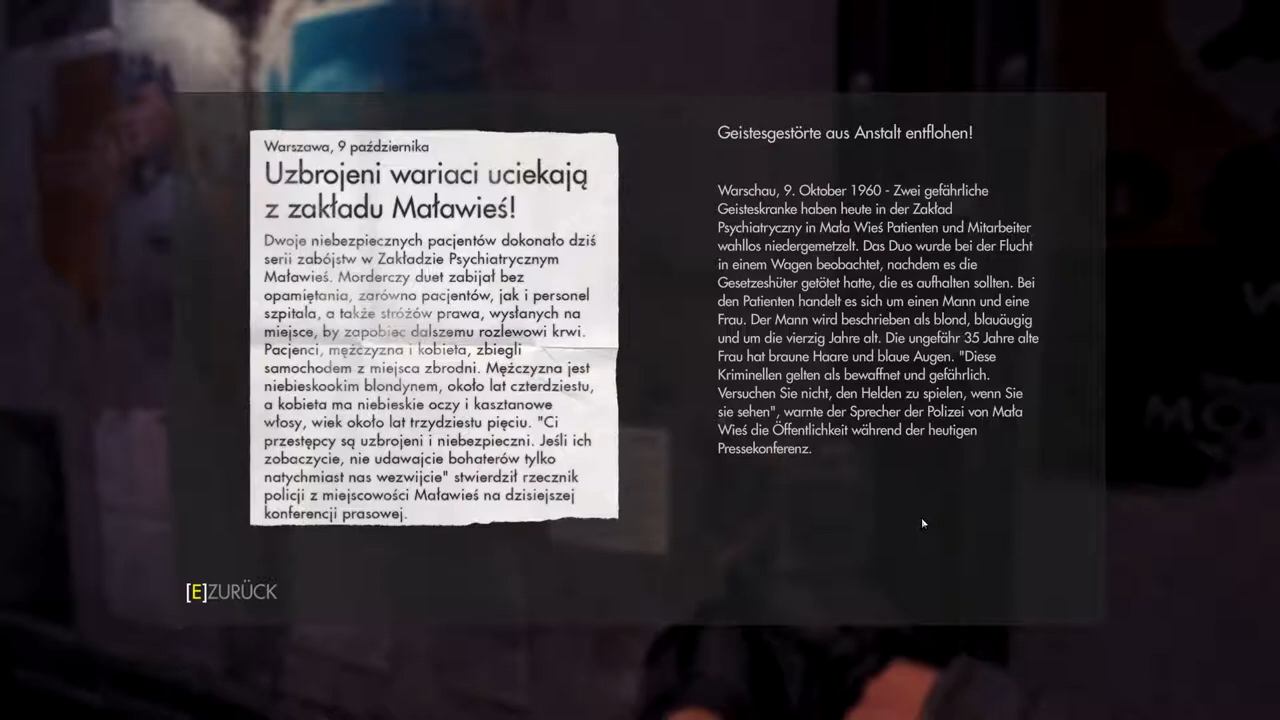 Warszawa, 9 października
Uzbrojeni wariaci uciekają
z zakładu Maławieś!
Dwoje niebezpiecznych pacjentów dokonało dziś
serii zabójstw w Zakładzie Psychiatrycznym
Maławieś. Morderczy duet zabijał bez
opamiętania, zarówno pacjentów, jak i personel
szpitala, a także stróżów prawa, wysłanych na
miejsce, by zapobiec dalszemu rozlewowi krwi.
Pacjenci, mężczyzna i kobieta, zbiegli
samochodem z miejsca zbrodni. Mężczyzna jest
niebieskookim blondynem, około lat czterdziestu,
a kobieta ma niebieskie oczy i kasztanowe
włosy, wiek około lat trzydziestu pięciu. "Ci
przestępcy są uzbrojeni i niebezpieczni. Jeśli ich
zobaczycie, nie udawajcie bohaterów tylko
natychmiast nas wezwijcie" stwierdził rzecznik
policji z miejscowości Maławieś na dzisiejszej
konferencji prasowej.
Geistesgestörte aus Anstalt entflohen!
Warschau, 9. Oktober 1960 - Zwei gefährliche
Geisteskranke haben heute in der Zakład
Psychiatryczny in Mala Wieś Patienten und Mitarbeiter
wahllos niedergemetzelt. Das Duo wurde bei der Flucht
in einem Wagen beobachtet, nachdem es die
Gesetzeshüter getötet hatte, die es aufhalten sollten. Bei
den Patienten handelt es sich um einen Mann und eine
Frau. Der Mann wird beschrieben als blond, blauäugig
und um die vierzig Jahre alt. Die ungefähr 35 Jahre alte
Frau hat braune Haare und blaue Augen. "Diese
Kriminellen gelten als bewaffnet und gefährlich.
Versuchen Sie nicht, den Helden zu spielen, wenn Sie
sie sehen", warnte der Sprecher der Polizei von Mała
Wieś die Öffentlichkeit während der heutigen
Pressekonferenz.
[E]ZURÜCK